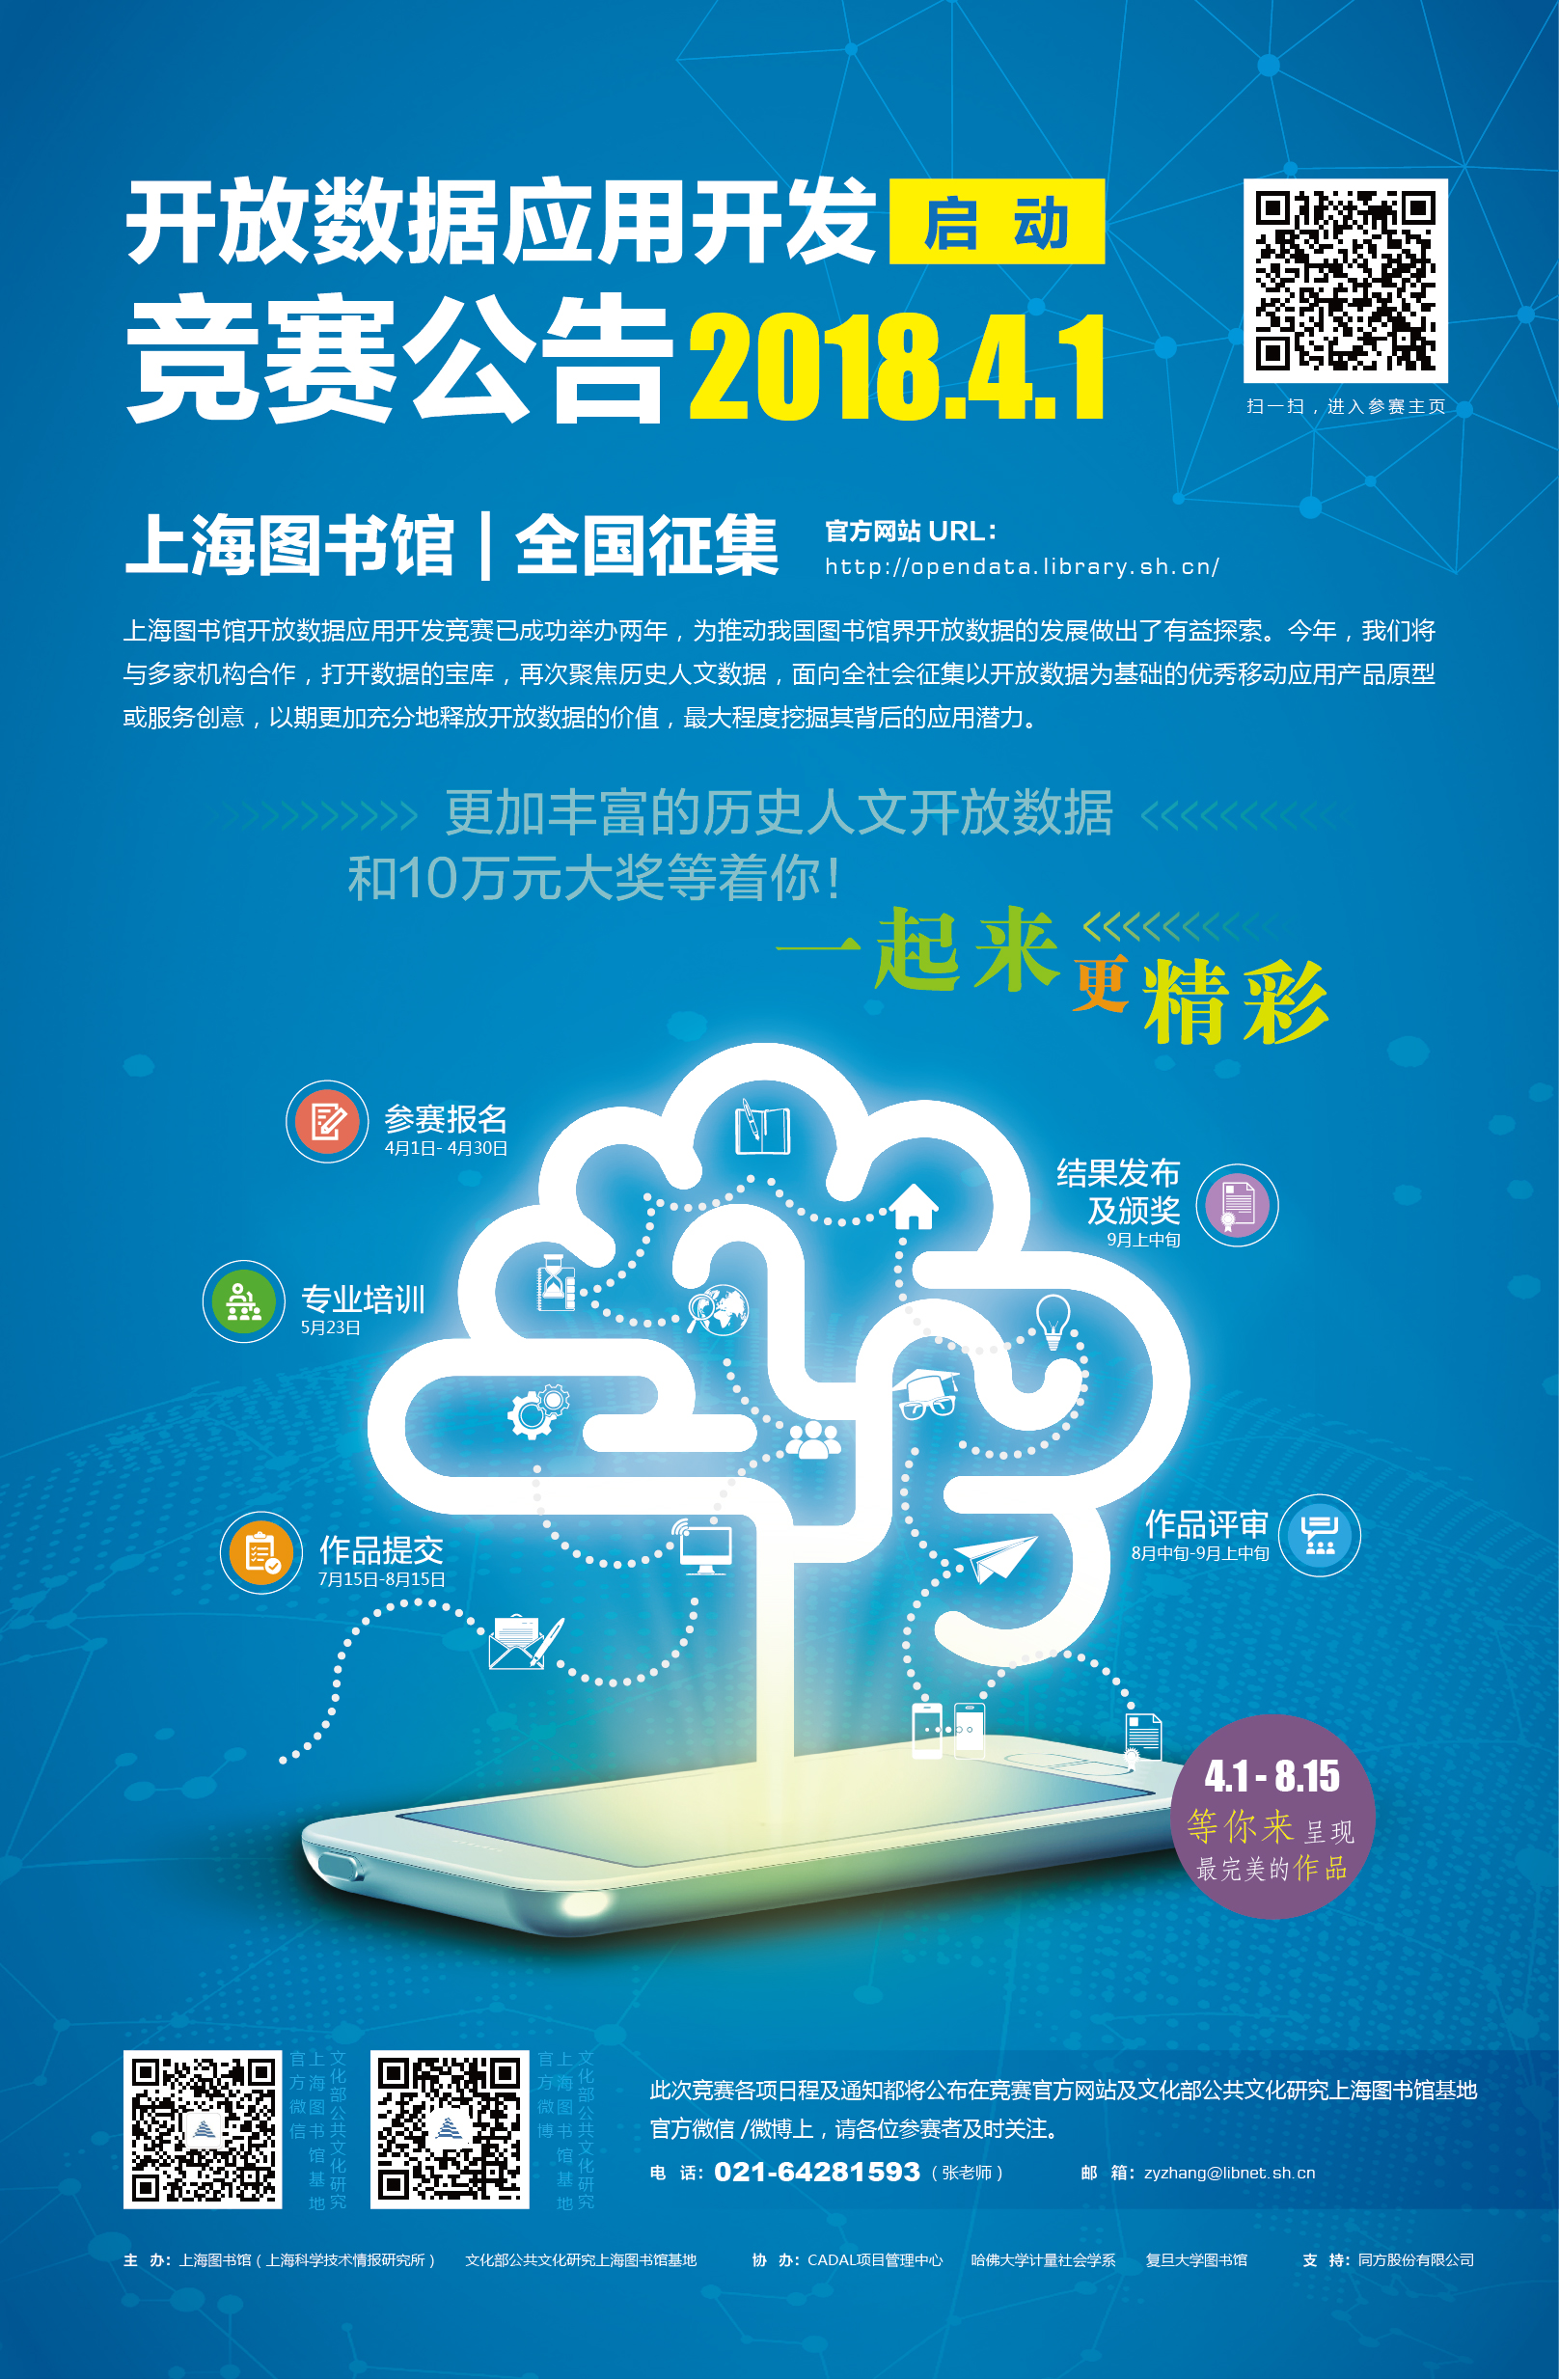 开放数据应用开发 启 动
竞赛公告2018.4.1
扫一扫，进入参赛主页
上海图书馆 | 全国征集
官方网站 URL：
http://opendata.library.sh.cn/
上海图书馆开放数据应用开发竞赛已成功举办两年，为推动我国图书馆界开放数据的发展做出了有益探索。今年，我们将
与多家机构合作，打开数据的宝库，再次聚焦历史人文数据，面向全社会征集以开放数据为基础的优秀移动应用产品原型
或服务创意，以期更加充分地释放开放数据的价值，最大程度挖掘其背后的应用潜力。
更加丰富的历史人文开放数据
和10万元大奖等着你！
一起来
更精彩
参赛报名
4月1日- 4月30日
结果发布
及颁奖
9月上中旬
专业培训
5月23日
作品提交
7月15日-8月15日
作品评审
8月中旬-9月上中旬
4.1 - 8.15
等你来 呈现
最完美的作品
文化部公共文化研究
上海图书馆基地
官方微信
文化部公共文化研究
上海图书馆基地
官方微博
此次竞赛各项日程及通知都将公布在竞赛官方网站及文化部公共文化研究上海图书馆基地
官方微信 /微博上，请各位参赛者及时关注。
电 话：021-64281593（张老师） 邮 箱：zyzhang@libnet.sh.cn
主 办：上海图书馆（上海科学技术情报研究所） 文化部公共文化研究上海图书馆基地 协 办：CADAL项目管理中心 哈佛大学计量社会学系 复旦大学图书馆 支 持：同方股份有限公司